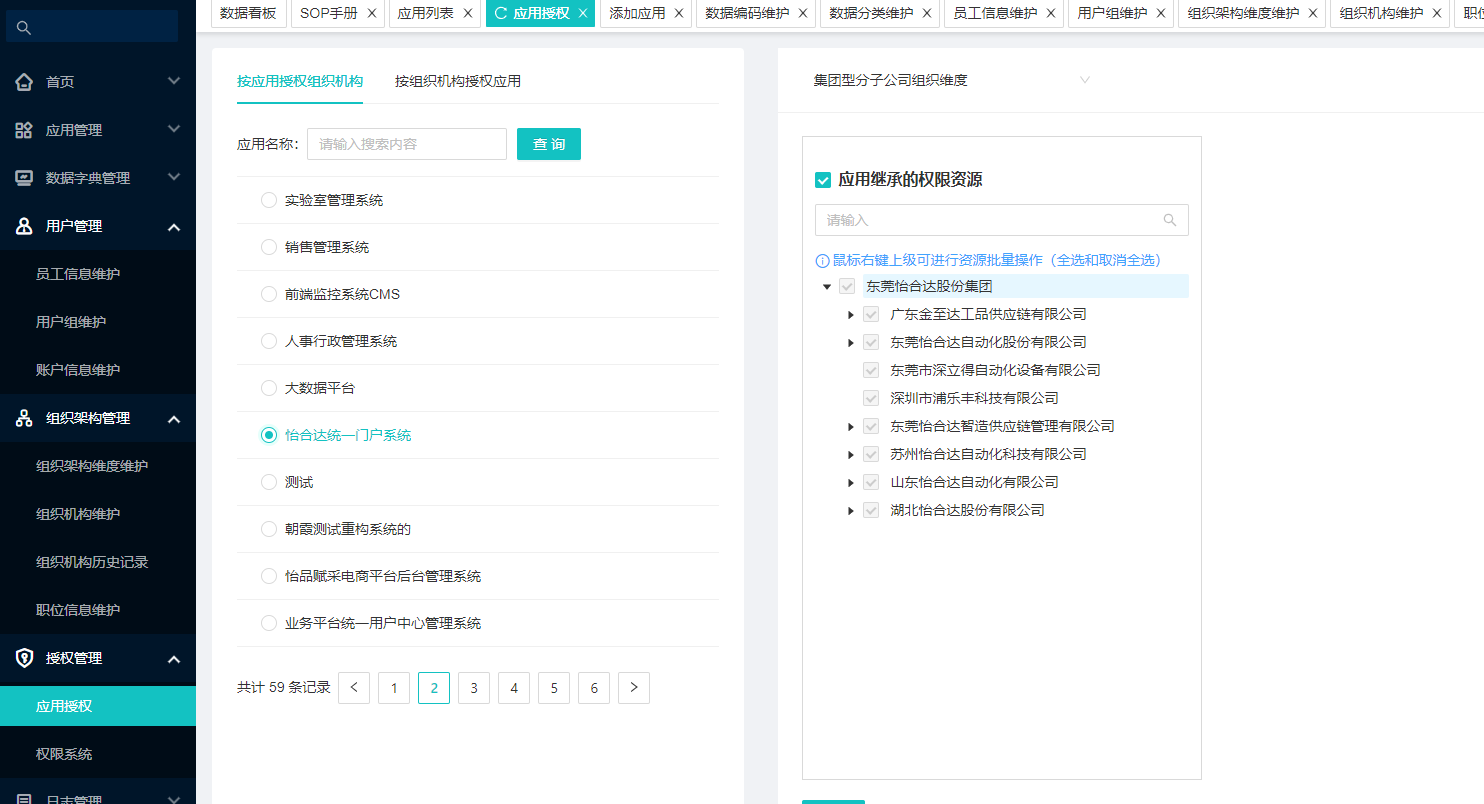 数据看板
SOP手册
应用列表
应用授权
添加应用
数据编码维护
数据分类维护
员工信息维护
用户组维护
组织架构维度维护
组织机构维护
首页
应用管理
数据字典管理
用户管理
员工信息维护
用户组维护
账户信息维护
组织架构管理
组织架构维度维护
组织机构维护
组织机构历史记录
职位信息维护
授权管理
应用授权
权限系统
日志管理
按应用授权组织机构
按组织机构授权应用
应用名称：
请输入搜索内容
查 询
实验室管理系统
销售管理系统
前端监控系统CMS
人事行政管理系统
大数据平台
怡合达统一门户系统
测试
朝霞测试重构系统的
怡品赋采电商平台后台管理系统
业务平台统一用户中心管理系统
共计 59 条记录 < 1 2 3 4 5 6 >
集团型分子公司组织维度
应用继承的权限资源
请输入
鼠标右键上级可进行资源批量操作（全选和取消全选）
东莞怡合达股份集团
广东金至达工品供应链有限公司
东莞怡合达自动化股份有限公司
东莞市深立得自动化设备有限公司
深圳市浦乐丰科技有限公司
东莞怡合达智造供应链管理有限公司
苏州怡合达自动化科技有限公司
山东怡合达自动化有限公司
湖北怡合达股份有限公司